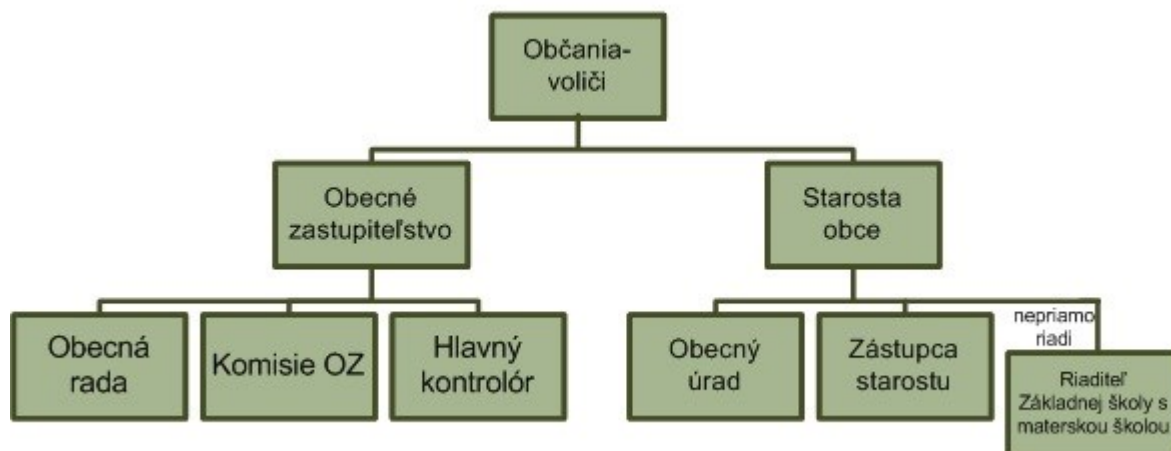 Občania-
voliči
Obecné
zastupiteľstvo
Starosta
obce
Obecná
rada
Komisie OZ
Hlavný
kontrolór
Obecný
úrad
Zástupca
starostu
nepriamo
riadi
Riaditeľ
Základnej školy s
materskou školou